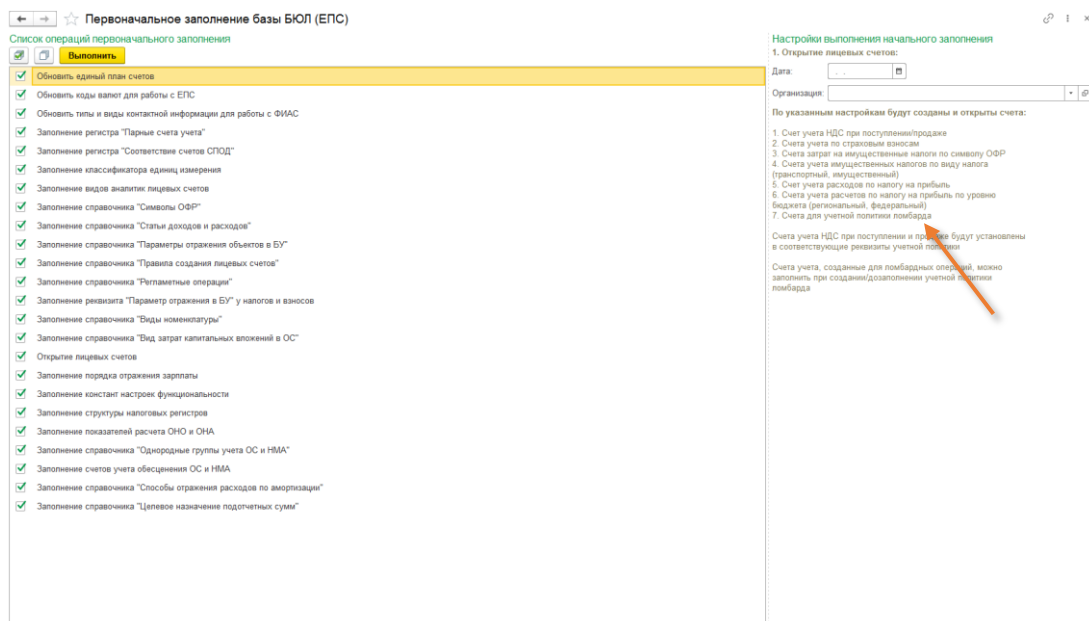 Первоначальное заполнение базы БЮЛ (ЕПС)
Список операций первоначального заполнения
Выполнить
Обновить единый план счетов
Обновить коды валют для работы с ЕПС
Обновить типы и виды контактной информации для работы с ФИАС
Заполнение регистра "Парные счета учета"
Заполнение регистра "Соответствие счетов СПОД"
Заполнение классификатора единиц измерения
Заполнение видов аналитик лицевых счетов
Заполнение справочника "Символы ОФР"
Заполнение справочника "Статьи доходов и расходов"
Заполнение справочника "Параметры отражения объектов в БУ"
Заполнение справочника "Правила создания лицевых счетов"
Заполнение справочника "Регламетные операции"
Заполнение реквизита "Параметр отражения в БУ" у налогов и взносов
Заполнение справочника "Виды номенклатуры"
Заполнение справочника "Вид затрат капитальных вложений в ОС"
Открытие лицевых счетов
Заполнение порядка отражения зарплаты
Заполнение констант настроек функциональности
Заполнение структуры налоговых регистров
Заполнение показателей расчета ОНО и ОНА
Заполнение справочника "Однородные группы учета ОС и НМА"
Заполнение счетов учета обесценения ОС и НМА
Заполнение справочника "Способы отражения расходов по амортизации"
Заполнение справочника "Целевое назначение подотчетных сумм"
Настройки выполнения начального заполнения
1. Открытие лицевых счетов:
Дата:
Организация:
По указанным настройкам будут созданы и открыты счета:
1. Счет учета НДС при поступлении/продаже
2. Счета учета по страховым взносам
3. Счета затрат на имущественные налоги по символу ОФР
4. Счета учета имущественных налогов по виду налога
(транспортный, имущественный)
5. Счет учета расходов по налогу на прибыль
6. Счета учета расчетов по налогу на прибыль по уровню
бюджета (региональный, федеральный)
7. Счета для учетной политики ломбарда
Счета учета НДС при поступлении и продаже будут установлены
в соответствующие реквизиты учетной политики
Счета учета, созданные для ломбардных операций, можно
заполнить при создании/дозаполнении учетной политики
ломбарда